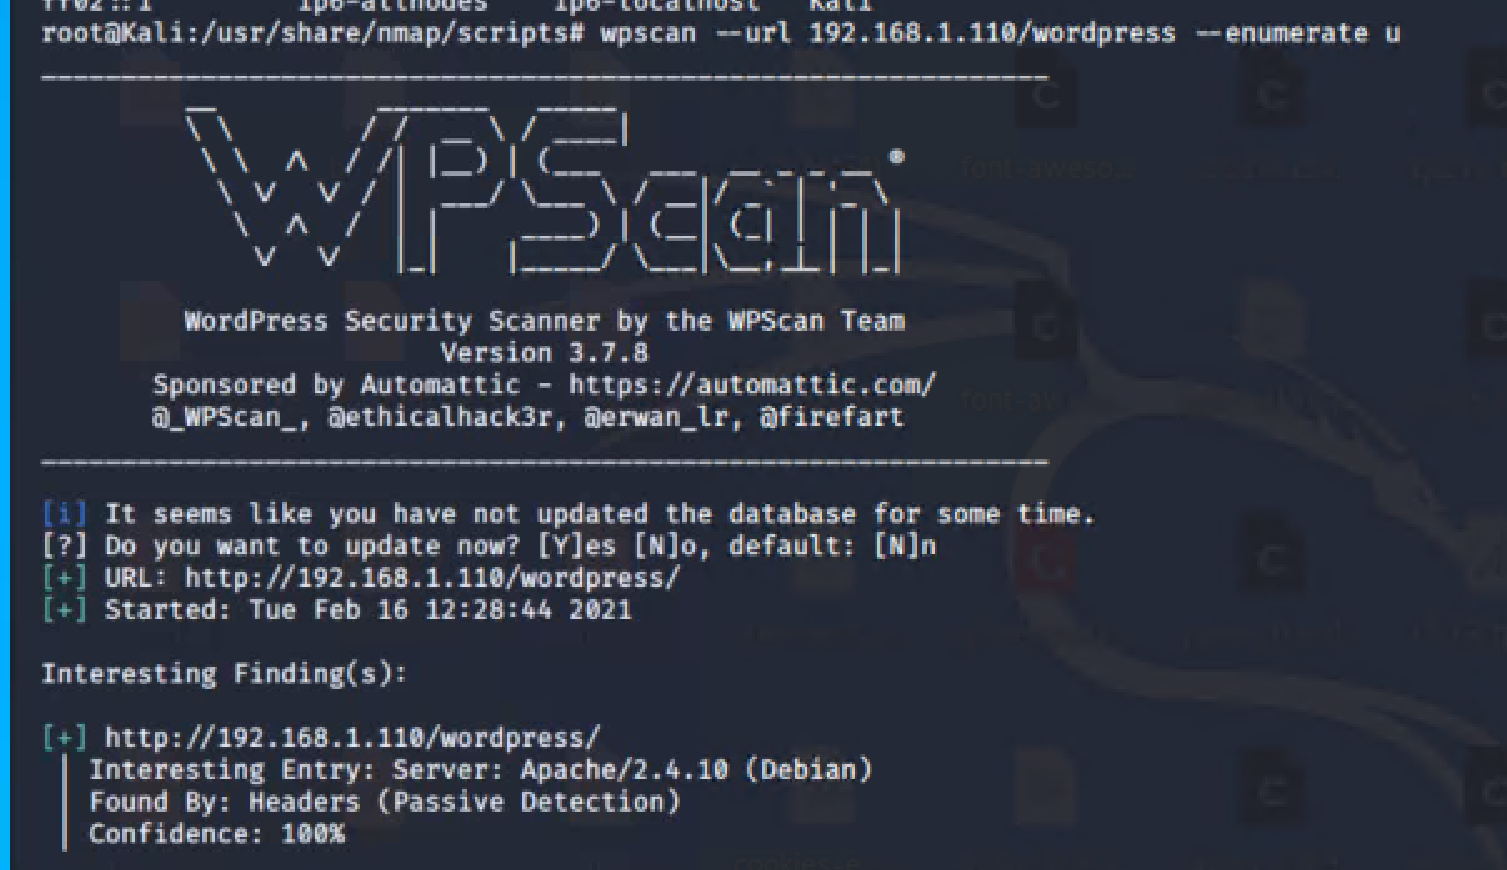 ff02::1 ip6-allnodes ip6-localhost Kali
root@Kali:/usr/share/nmap/scripts# wpscan --url 192.168.1.110/wordpress --enumerate u
WPScan®
WordPress Security Scanner by the WPScan Team
Version 3.7.8
Sponsored by Automattic - https://automattic.com/
@_WPScan_, @ethicalhack3r, @erwan_lr, @firefart
[i] It seems like you have not updated the database for some time.
[?] Do you want to update now? [Y]es [N]o, default: [N]n
[+] URL: http://192.168.1.110/wordpress/
[+] Started: Tue Feb 16 12:28:44 2021
Interesting Finding(s):
[+] http://192.168.1.110/wordpress/
| Interesting Entry: Server: Apache/2.4.10 (Debian)
| Found By: Headers (Passive Detection)
| Confidence: 100%